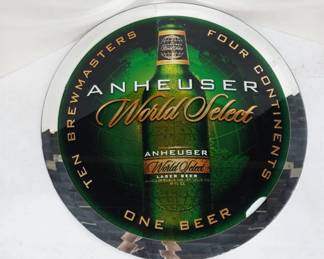 TEN BREWMASTERS
FOUR CONTINENTS
ANHEUSER
World Select
ANHEUSER
World Select
LAGER BEER
ONE BEER